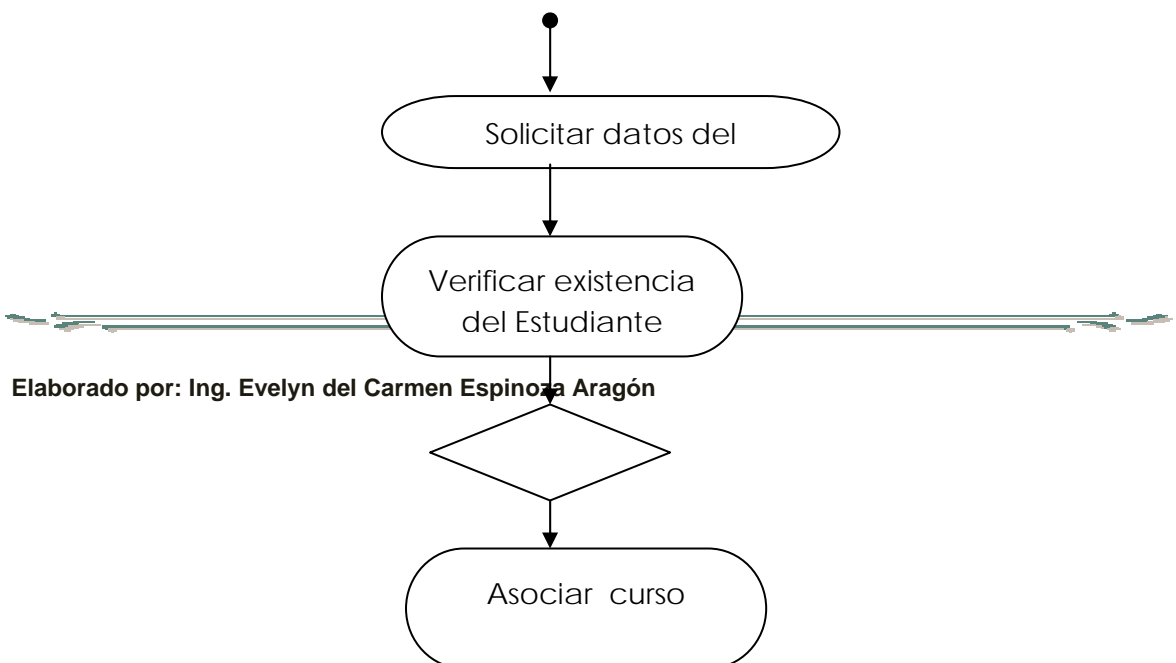 Solicitar datos del
Verificar existencia
del Estudiante
Elaborado por: Ing. Evelyn del Carmen Espinoza Aragón
Asociar curso